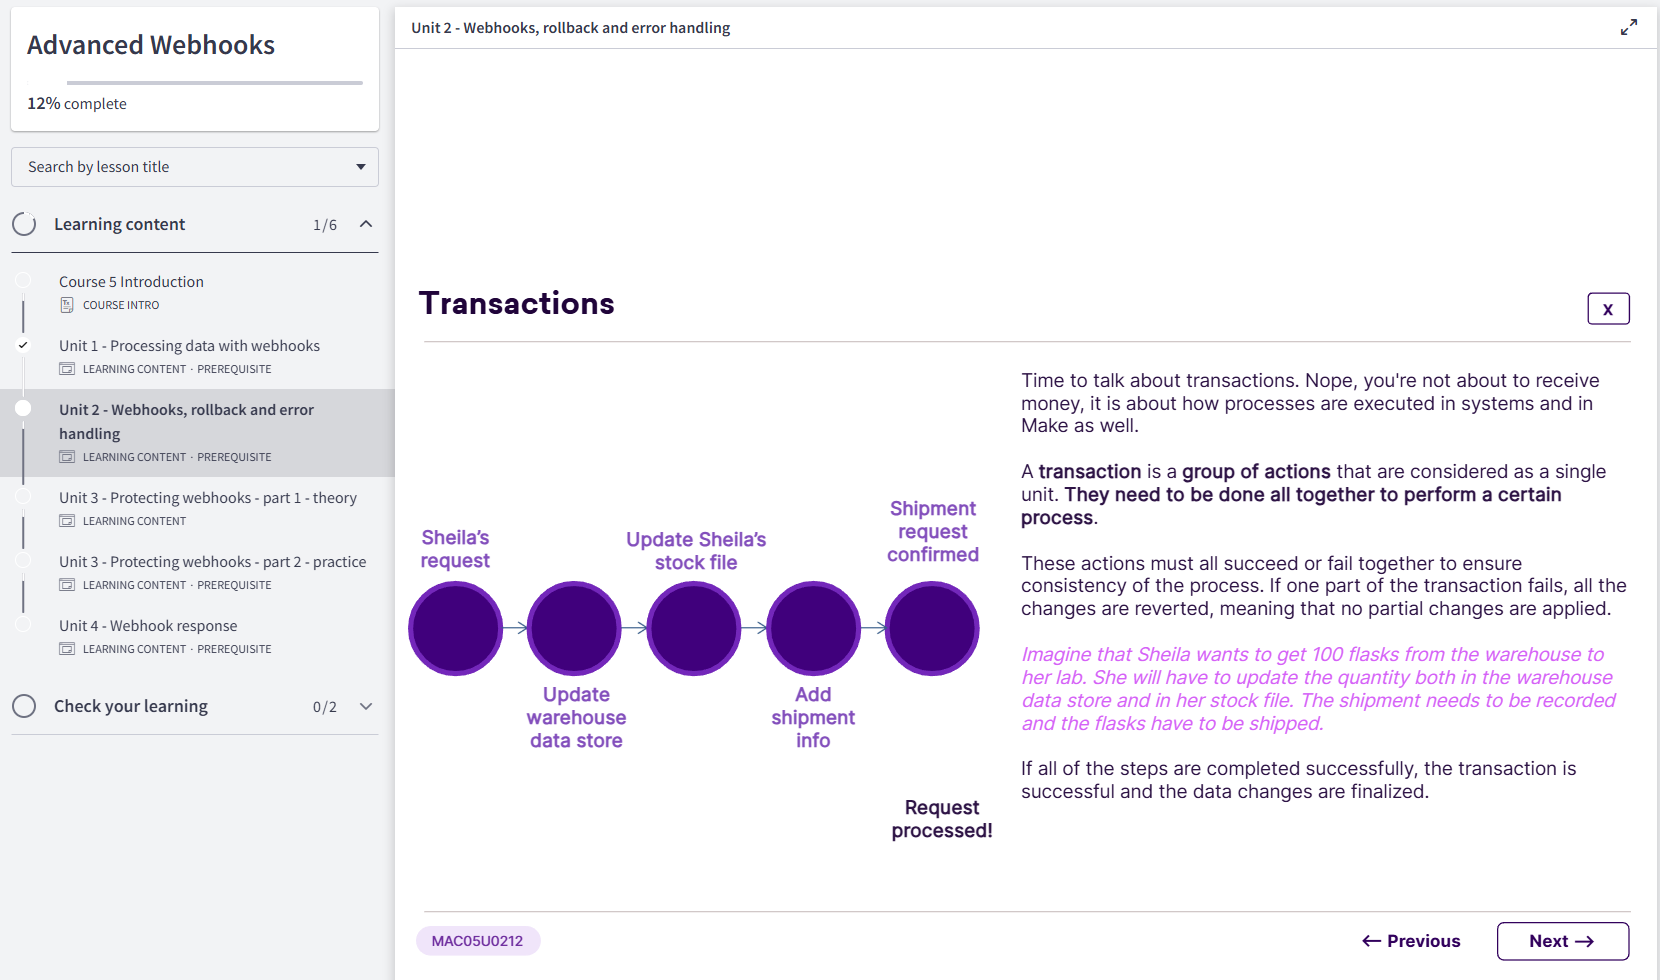 Advanced Webhooks
12% complete
Search by lesson title
Learning content 1/6
Course 5 Introduction
COURSE INTRO
Unit 1 - Processing data with webhooks
LEARNING CONTENT · PREREQUISITE
Unit 2 - Webhooks, rollback and error
handling
LEARNING CONTENT · PREREQUISITE
Unit 3 - Protecting webhooks - part 1 - theory
LEARNING CONTENT
Unit 3 - Protecting webhooks - part 2 - practice
LEARNING CONTENT · PREREQUISITE
Unit 4 - Webhook response
LEARNING CONTENT · PREREQUISITE
Check your learning 0/2
Unit 2 - Webhooks, rollback and error handling
Transactions
X
Sheila’s
request
Update
warehouse
data store
Update Sheila’s
stock file
Add
shipment
info
Shipment
request
confirmed
Request
processed!
Time to talk about transactions. Nope, you're not about to receive
money, it is about how processes are executed in systems and in
Make as well.
A transaction is a group of actions that are considered as a single
unit. They need to be done all together to perform a certain
process.
These actions must all succeed or fail together to ensure
consistency of the process. If one part of the transaction fails, all the
changes are reverted, meaning that no partial changes are applied.
Imagine that Sheila wants to get 100 flasks from the warehouse to
her lab. She will have to update the quantity both in the warehouse
data store and in her stock file. The shipment needs to be recorded
and the flasks have to be shipped.
If all of the steps are completed successfully, the transaction is
successful and the data changes are finalized.
MAC05U0212
← Previous
Next →